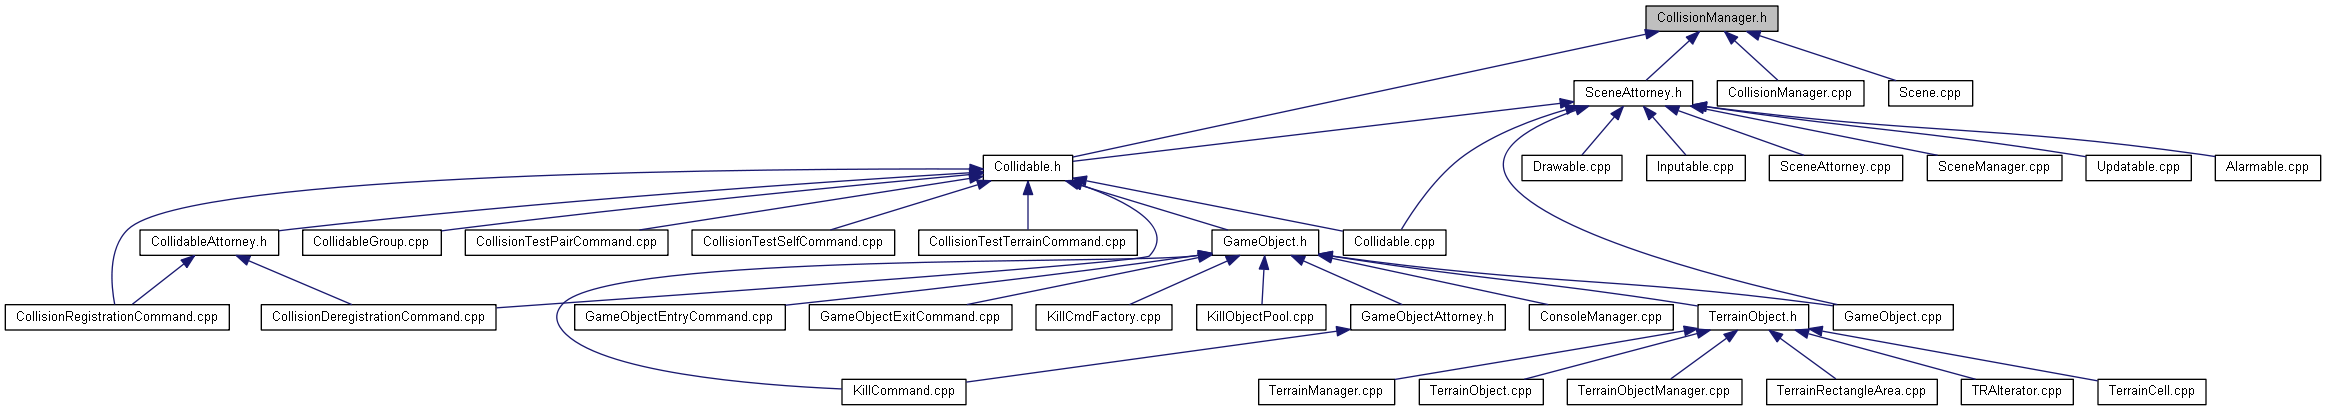 CollisionManager.h
SceneAttorney.h
CollisionManager.cpp
Scene.cpp
Collidable.h
Drawable.cpp
Inputable.cpp
SceneAttorney.cpp
SceneManager.cpp
Updatable.cpp
Alarmable.cpp
CollidableAttorney.h
CollidableGroup.cpp
CollisionTestPairCommand.cpp
CollisionTestSelfCommand.cpp
CollisionTestTerrainCommand.cpp
GameObject.h
Collidable.cpp
CollisionRegistrationCommand.cpp
CollisionDeregistrationCommand.cpp
GameObjectEntryCommand.cpp
GameObjectExitCommand.cpp
KillCmdFactory.cpp
KillObjectPool.cpp
GameObjectAttorney.h
ConsoleManager.cpp
TerrainObject.h
GameObject.cpp
KillCommand.cpp
TerrainManager.cpp
TerrainObject.cpp
TerrainObjectManager.cpp
TerrainRectangleArea.cpp
TRAIterator.cpp
TerrainCell.cpp